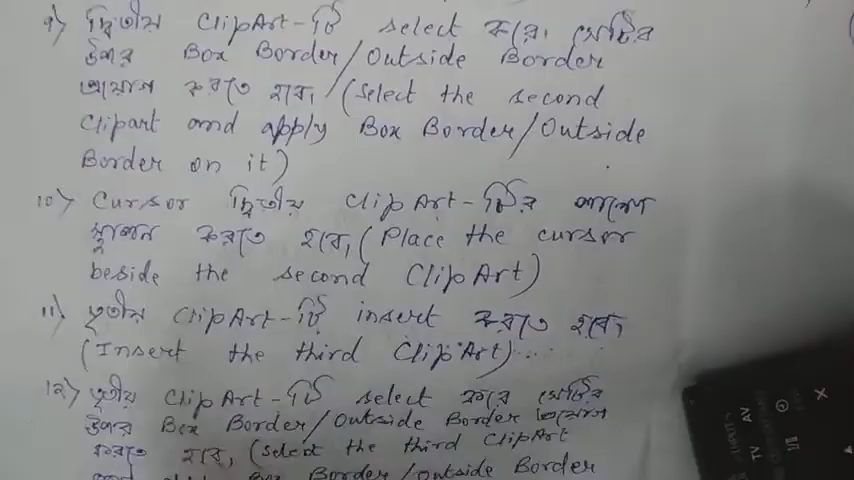 ৯) দ্বিতীয় ClipArt-টি select করে, সেটির
উপর Box Border/Outside Border
প্রয়োগ করতে হবে, (Select the second
Clipart and apply Box Border/Outside
Border on it)
১০) Cursor দ্বিতীয় ClipArt-টির পাশে
স্থাপন করতে হবে, (Place the cursor
beside the second ClipArt)
১১) তৃতীয় ClipArt-টি insert করতে হবে,
(Insert the third ClipArt)...
১২) তৃতীয় ClipArt-টি select করে সেটির
উপর Box Border/Outside Border প্রয়োগ
করতে হবে, (Select the third ClipArt
Box Border/Outside Border
TV AV